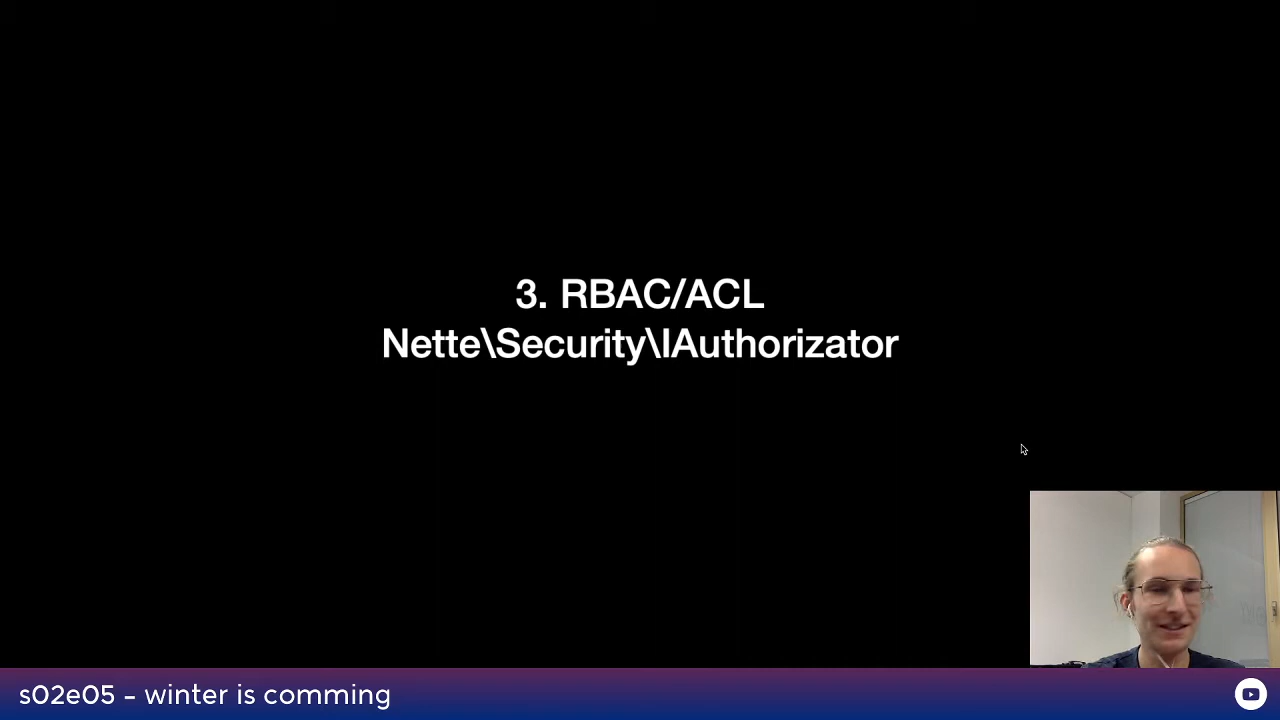 3. RBAC/ACL
Nette\Security\IAuthorizator
s02e05 - winter is comming